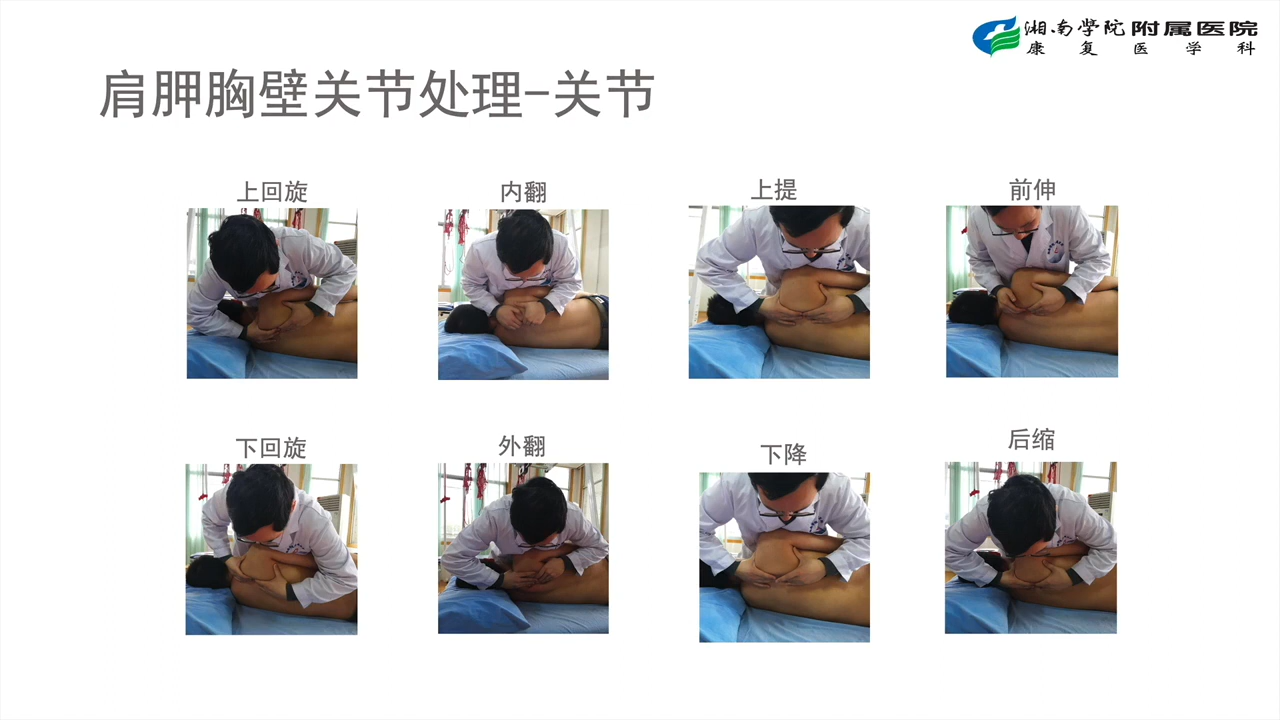 湘南学院附属医院
康复医学科
肩胛胸壁关节处理-关节
上回旋
内翻
上提
前伸
下回旋
外翻
下降
后缩